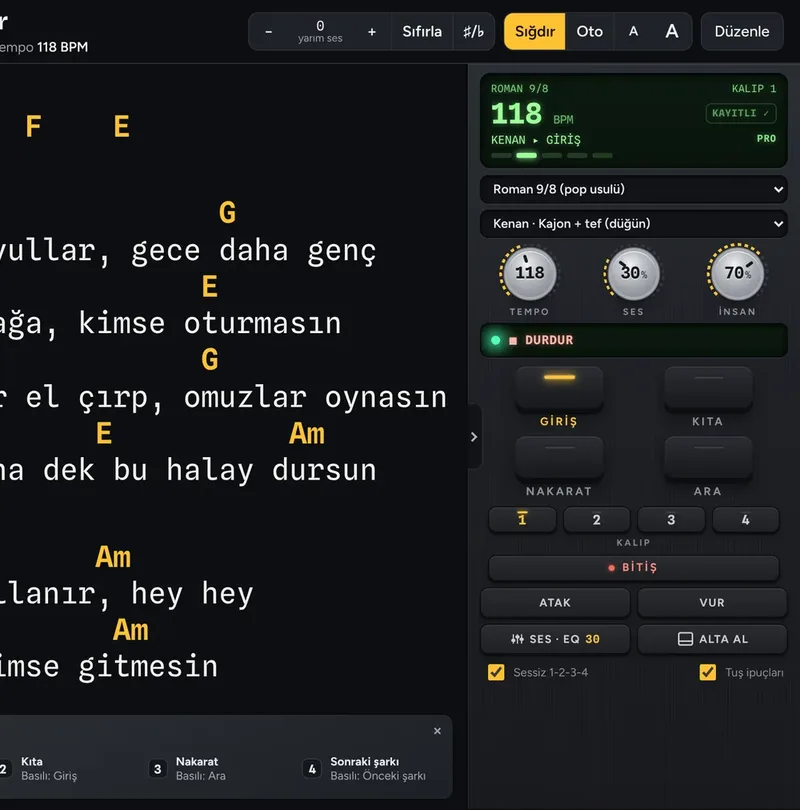 r
empo 118 BPM
- 0 +
yarım ses
Sıfırla
♯/♭
Sığdır
Oto
A
A
Düzenle
F E
G
yullar, gece daha genç
E
ağa, kimse oturmasın
G
r el çırp, omuzlar oynasın
E Am
na dek bu halay dursun
Am
llanır, hey hey
Am
imse gitmesin
2 Kıta
Basılı: Giriş
3 Nakarat
Basılı: Ara
4 Sonraki şarkı
Basılı: Önceki şarkı
×
ROMAN 9/8 KALIP 1
118 BPM KAYITLI ✓
KENAN ▸ GİRİŞ PRO
Roman 9/8 (pop usulü)
Kenan · Kajon + tef (düğün)
118 30% 70%
TEMPO SES İNSAN
DURDUR
GİRİŞ KITA
NAKARAT ARA
1 2 3 4
KALIP
BİTİŞ
ATAK VUR
SES · EQ 30 ALTA AL
Sessiz 1-2-3-4 Tuş ipuçları